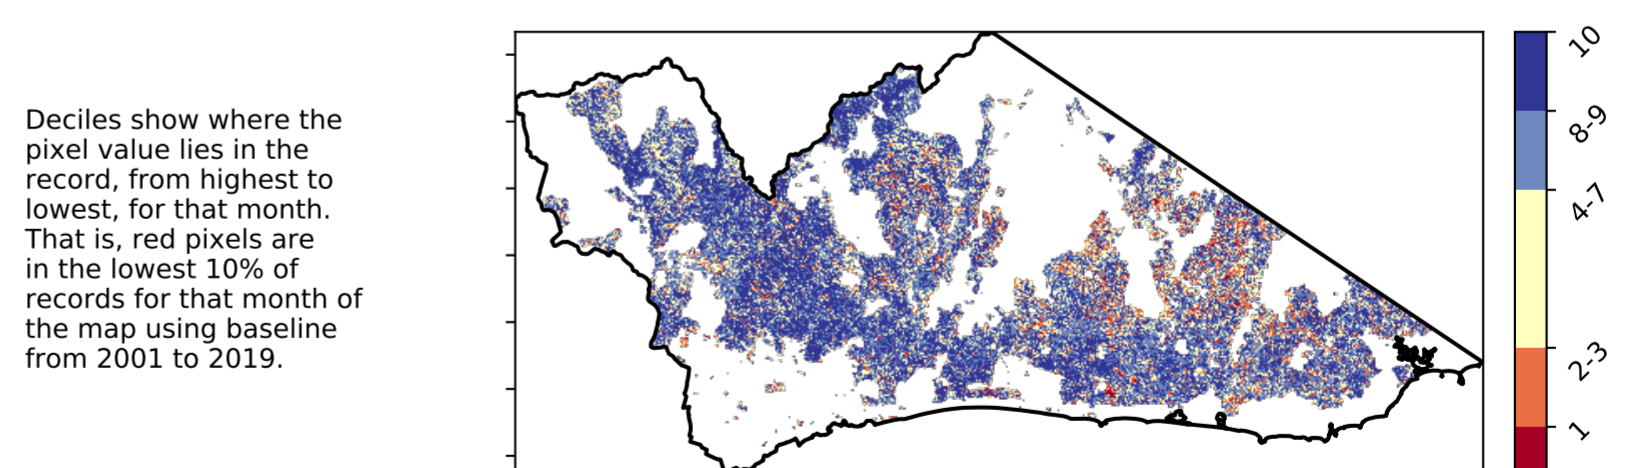 Deciles show where the
pixel value lies in the
record, from highest to
lowest, for that month.
That is, red pixels are
in the lowest 10% of
records for that month of
the map using baseline
from 2001 to 2019.
10
8-9
4-7
2-3
1